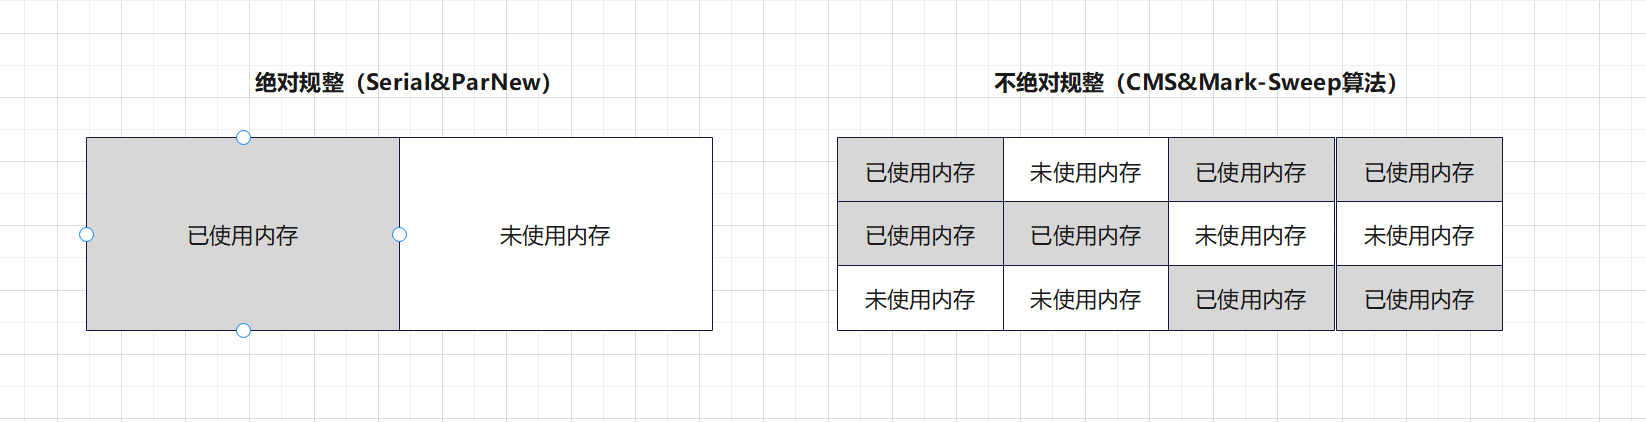 绝对规整（Serial&ParNew）
不绝对规整（CMS&Mark-Sweep算法）
已使用内存 未使用内存
已使用内存 未使用内存 已使用内存 已使用内存
已使用内存 已使用内存 未使用内存 未使用内存
未使用内存 未使用内存 已使用内存 已使用内存